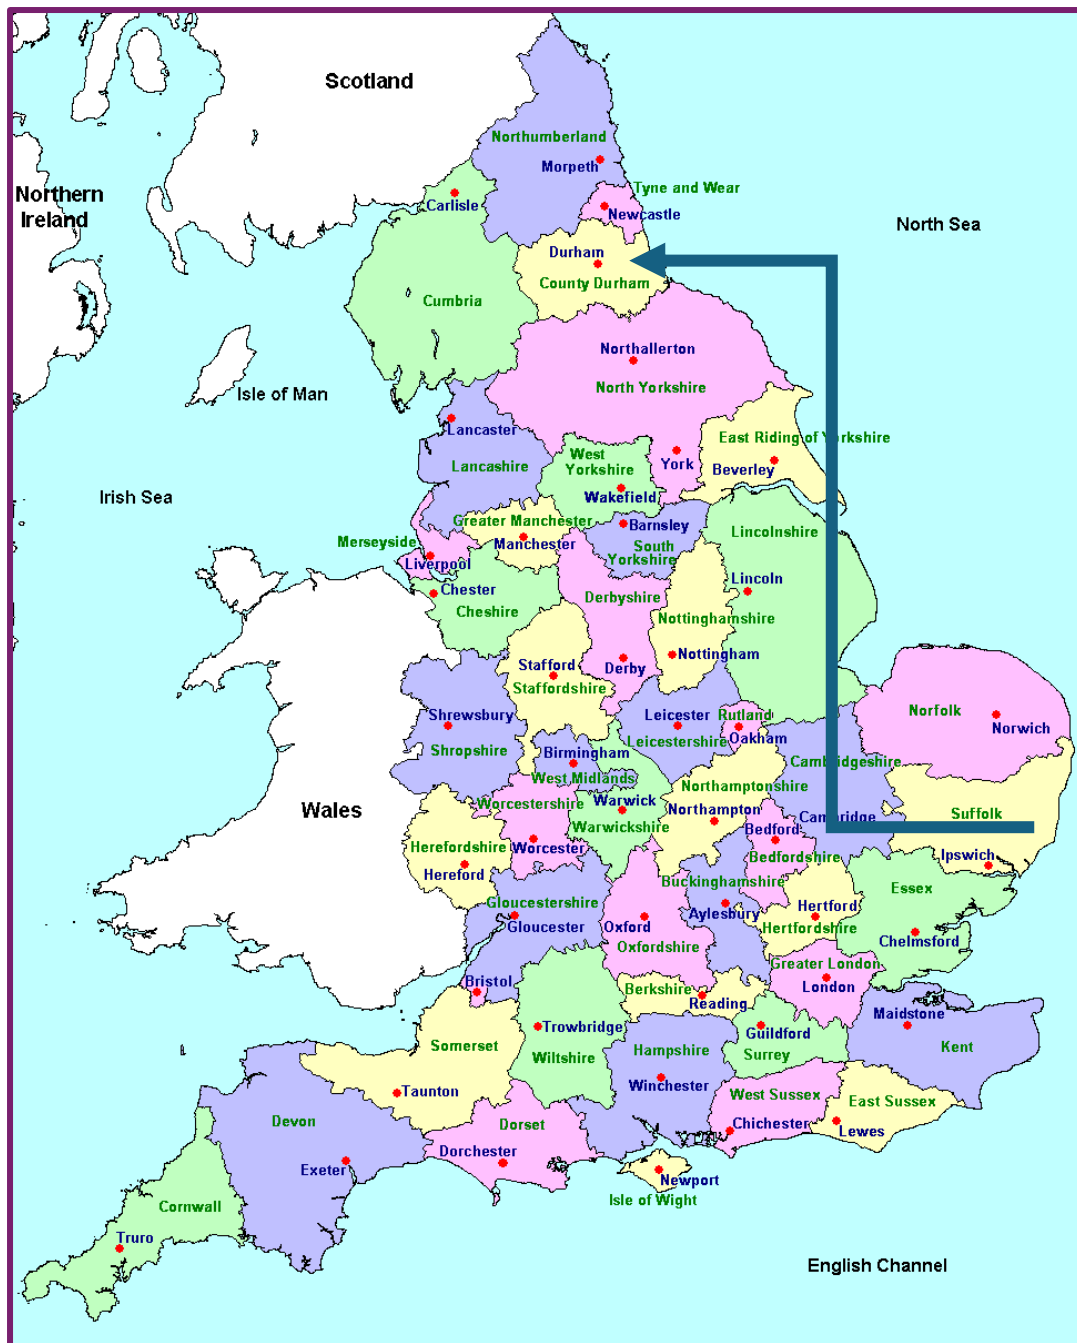 Scotland
Northumberland
Morpeth
Tyne and Wear
Carlisle
Newcastle
Northern
Ireland
North Sea
Durham
County Durham
Cumbria
Northallerton
North Yorkshire
Isle of Man
Lancaster
East Riding of Yorkshire
Lancashire
West
Yorkshire
York
Beverley
Irish Sea
Wakefield
Greater Manchester
Barnsley
Lincolnshire
Merseyside
Manchester
South
Yorkshire
Liverpool
Chester
Lincoln
Cheshire
Derbyshire
Nottinghamshire
Nottingham
Stafford
Derby
Staffordshire
Shrewsbury
Leicester
Rutland
Norfolk
Norwich
Shropshire
Birmingham
Leicestershire
Oakham
Cambridgeshire
West Midlands
Northamptonshire
Wales
Worcestershire
Warwick
Northampton
Cambridge
Suffolk
Warwickshire
Bedford
Herefordshire
Worcester
Bedfordshire
Ipswich
Hereford
Buckinghamshire
Essex
Gloucestershire
Aylesbury
Hertford
Gloucester
Oxford
Hertfordshire
Chelmsford
Oxfordshire
Greater London
Bristol
Berkshire
London
Reading
Trowbridge
Guildford
Maidstone
Somerset
Wiltshire
Hampshire
Surrey
Kent
Taunton
Winchester
West Sussex
East Sussex
Devon
Dorset
Chichester
Lewes
Exeter
Dorchester
Newport
Isle of Wight
Cornwall
Truro
English Channel